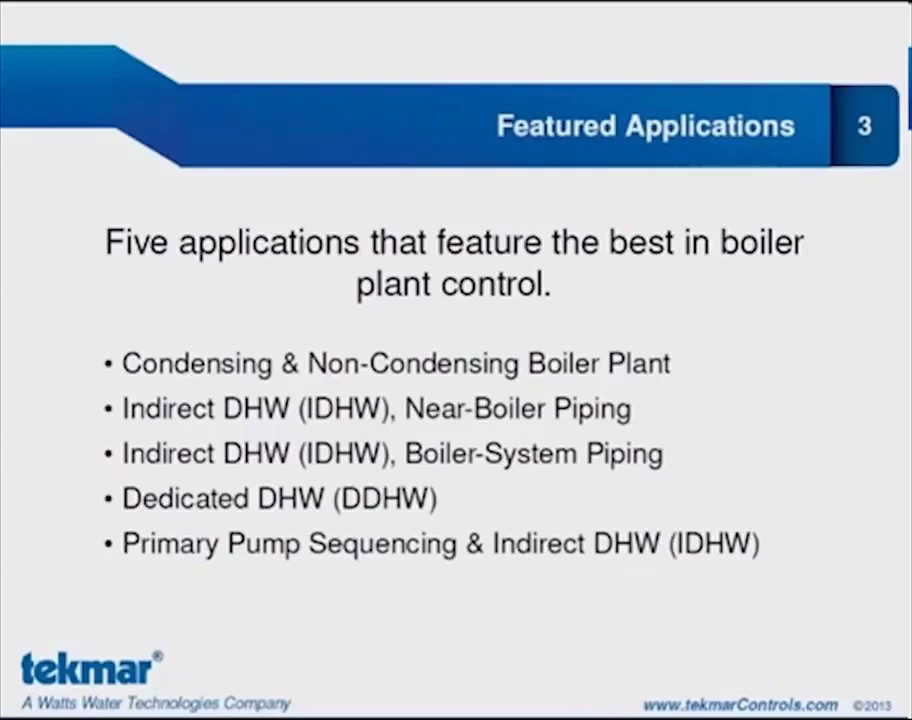 Featured Applications
3
Five applications that feature the best in boiler
plant control.
• Condensing & Non-Condensing Boiler Plant
• Indirect DHW (IDHW), Near-Boiler Piping
• Indirect DHW (IDHW), Boiler-System Piping
• Dedicated DHW (DDHW)
• Primary Pump Sequencing & Indirect DHW (IDHW)
tekmar®
A Watts Water Technologies Company
www.tekmarControls.com ©2013